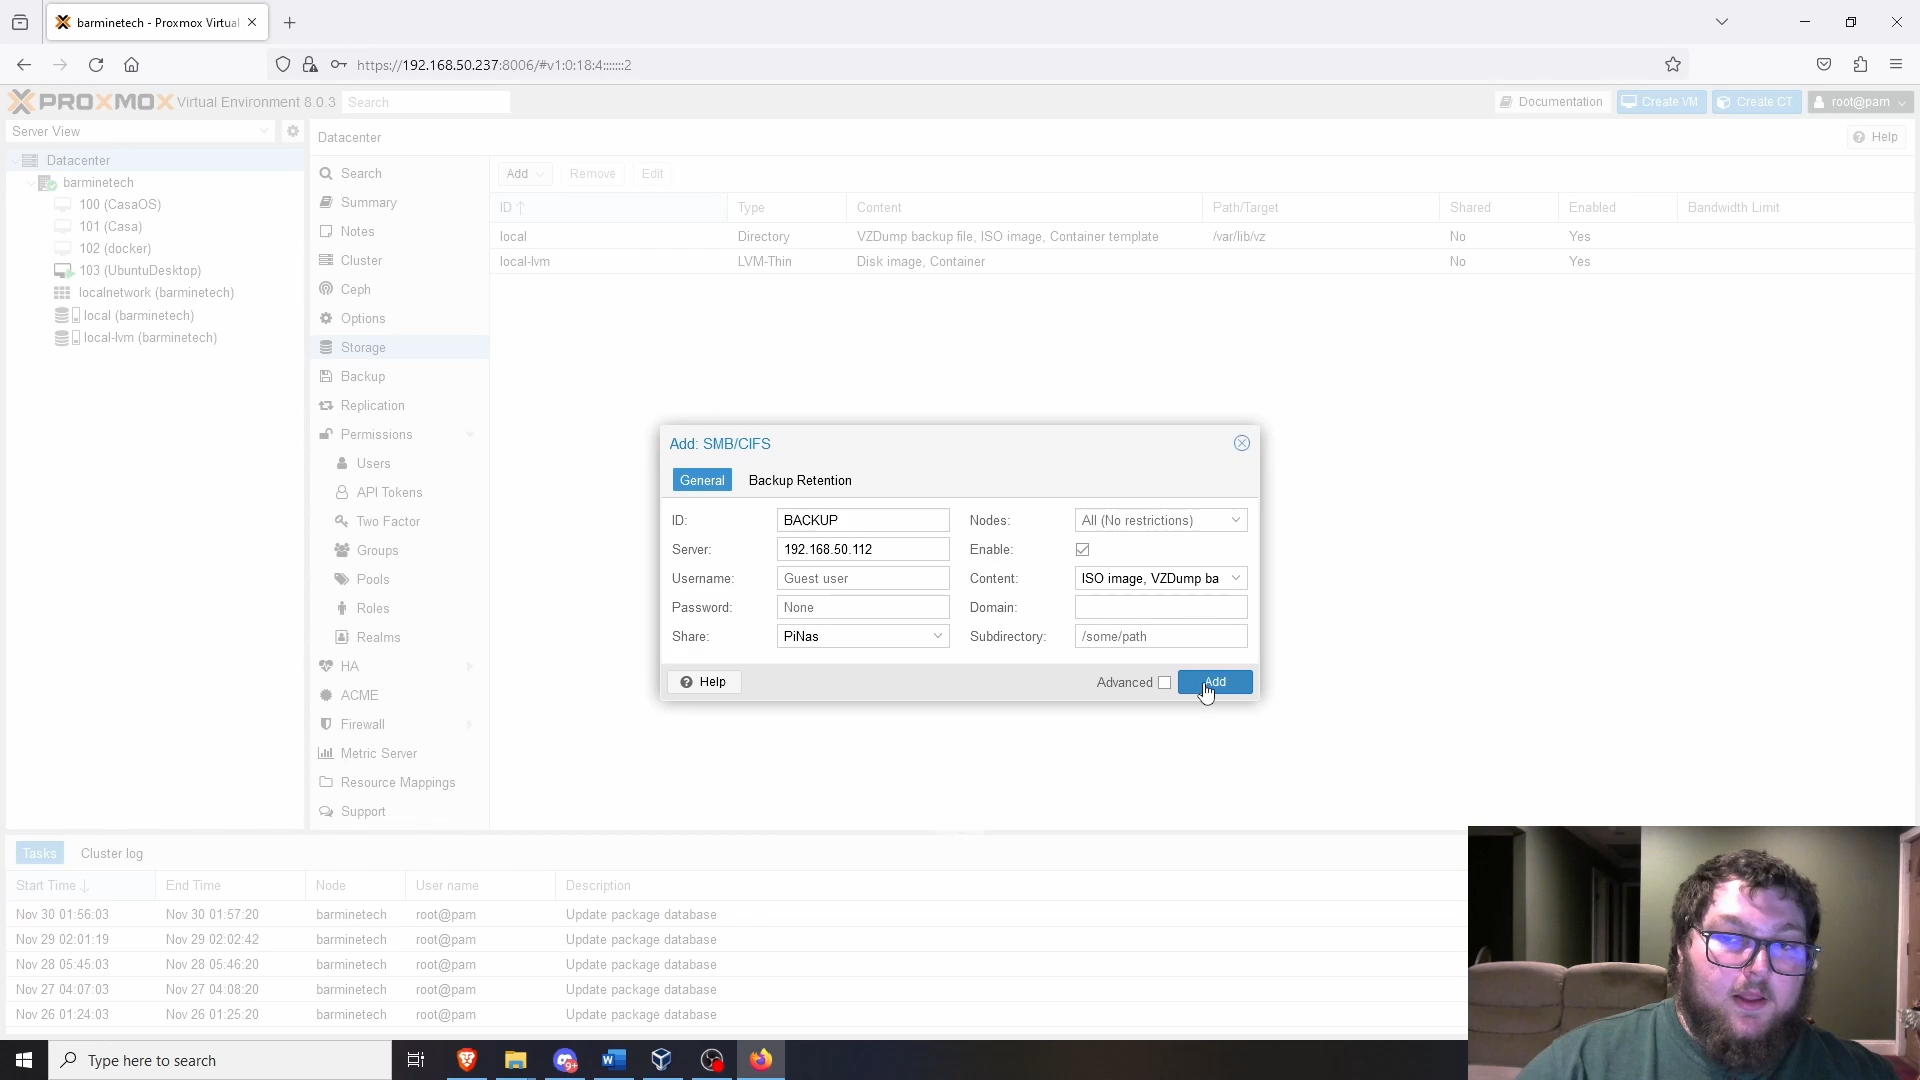 barminetech - Proxmox Virtual
https://192.168.50.237:8006/#v1:0:18:4:::::::2
PROXMOX Virtual Environment 8.0.3 Search
Documentation Create VM Create CT root@pam
Server View
Datacenter
barminetech
100 (CasaOS)
101 (Casa)
102 (docker)
103 (UbuntuDesktop)
localnetwork (barminetech)
local (barminetech)
local-lvm (barminetech)
Datacenter Help
Search
Summary
Notes
Cluster
Ceph
Options
Storage
Backup
Replication
Permissions
Users
API Tokens
Two Factor
Groups
Pools
Roles
Realms
HA
ACME
Firewall
Metric Server
Resource Mappings
Support
Add Remove Edit
ID Type Content Path/Target Shared Enabled Bandwidth Limit
local Directory VZDump backup file, ISO image, Container template /var/lib/vz No Yes
local-lvm LVM-Thin Disk image, Container No Yes
Add: SMB/CIFS
General Backup Retention
ID: BACKUP Nodes: All (No restrictions)
Server: 192.168.50.112 Enable:
Username: Guest user Content: ISO image, VZDump ba
Password: None Domain:
Share: PiNas Subdirectory: /some/path
Help Advanced Add
Tasks Cluster log
Start Time End Time Node User name Description
Nov 30 01:56:03 Nov 30 01:57:20 barminetech root@pam Update package database
Nov 29 02:01:19 Nov 29 02:02:42 barminetech root@pam Update package database
Nov 28 05:45:03 Nov 28 05:46:20 barminetech root@pam Update package database
Nov 27 04:07:03 Nov 27 04:08:20 barminetech root@pam Update package database
Nov 26 01:24:03 Nov 26 01:25:20 barminetech root@pam Update package database
Type here to search